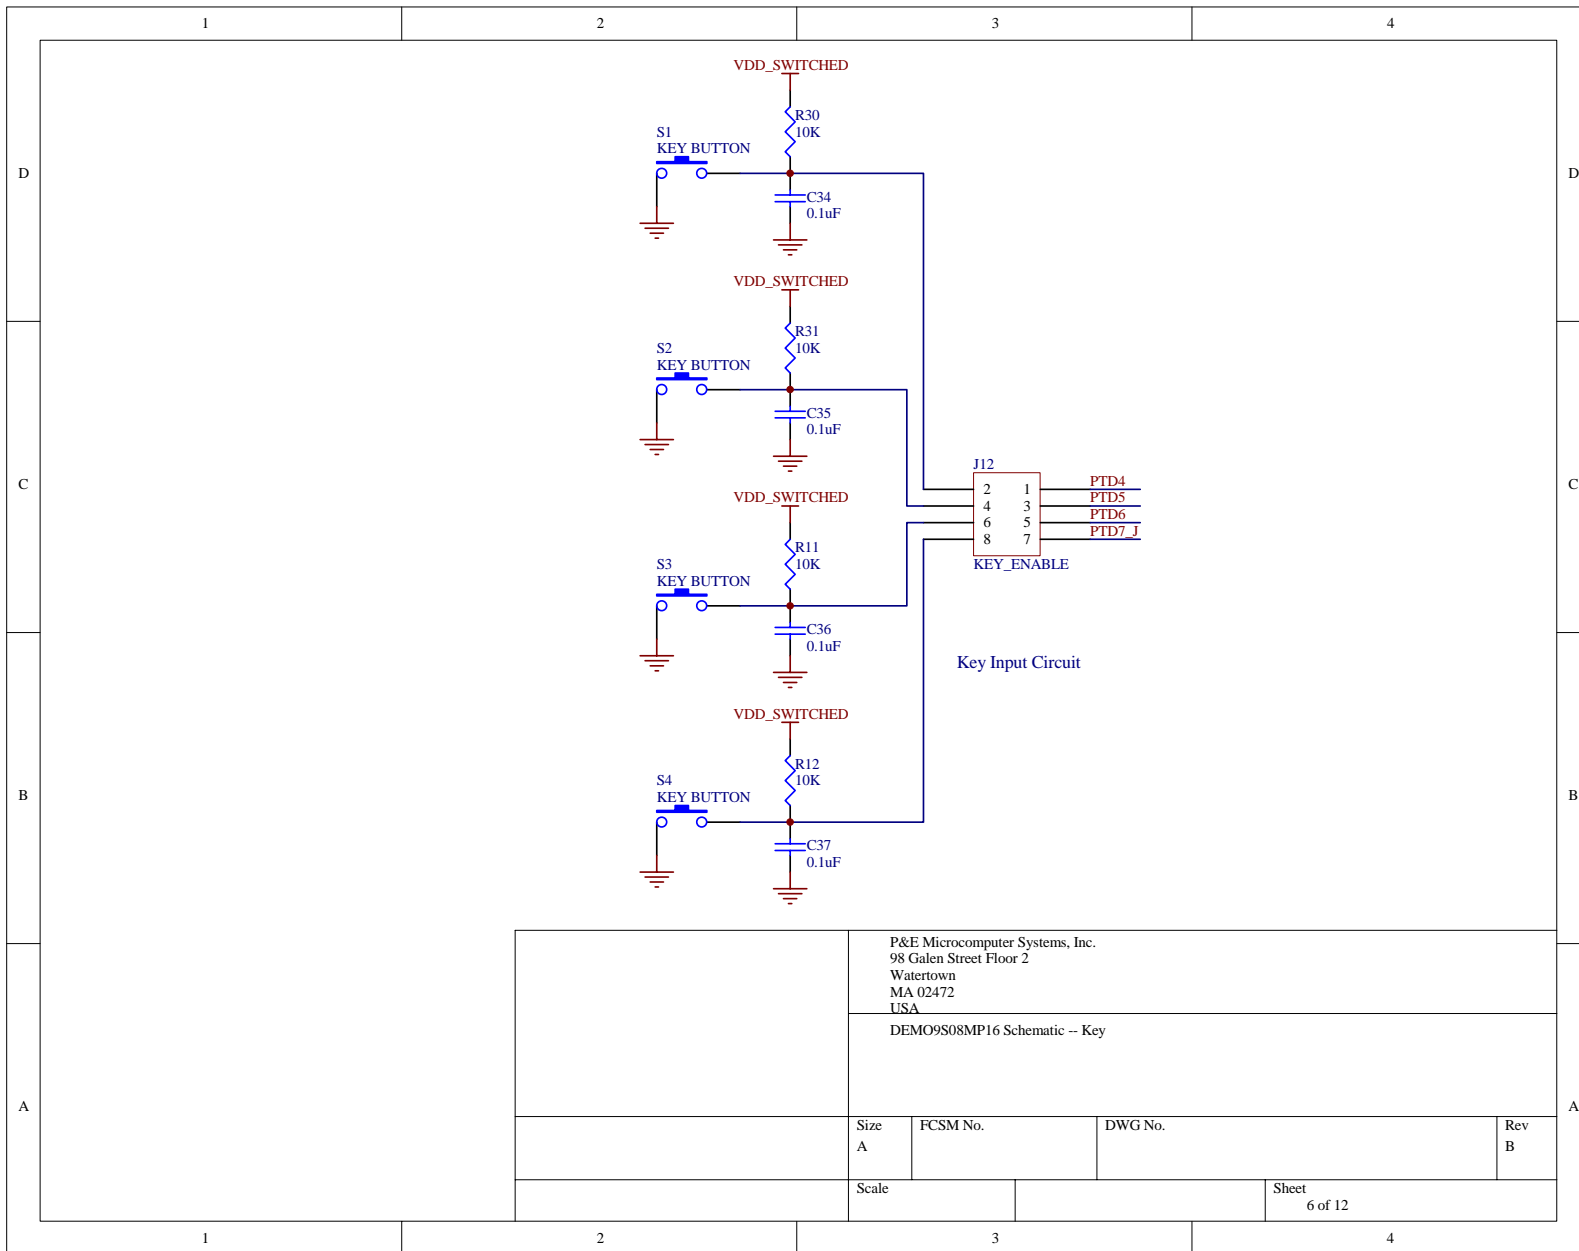 1 2 3 4
VDD_SWITCHED
R30
10K
S1
KEY BUTTON
D D
C34
0.1uF
VDD_SWITCHED
R31
10K
S2
KEY BUTTON
C35
0.1uF
J12
C C
2 1 PTD4
4 3 PTD5
6 5 PTD6
8 7 PTD7_J
KEY_ENABLE
VDD_SWITCHED
R11
10K
S3
KEY BUTTON
C36
0.1uF
Key Input Circuit
VDD_SWITCHED
R12
10K
S4
KEY BUTTON
B B
C37
0.1uF
P&E Microcomputer Systems, Inc.
98 Galen Street Floor 2
Watertown
MA 02472
USA
DEMO9S08MP16 Schematic -- Key
A A
Size FCSM No. DWG No. Rev
A B
Scale Sheet
6 of 12
1 2 3 4